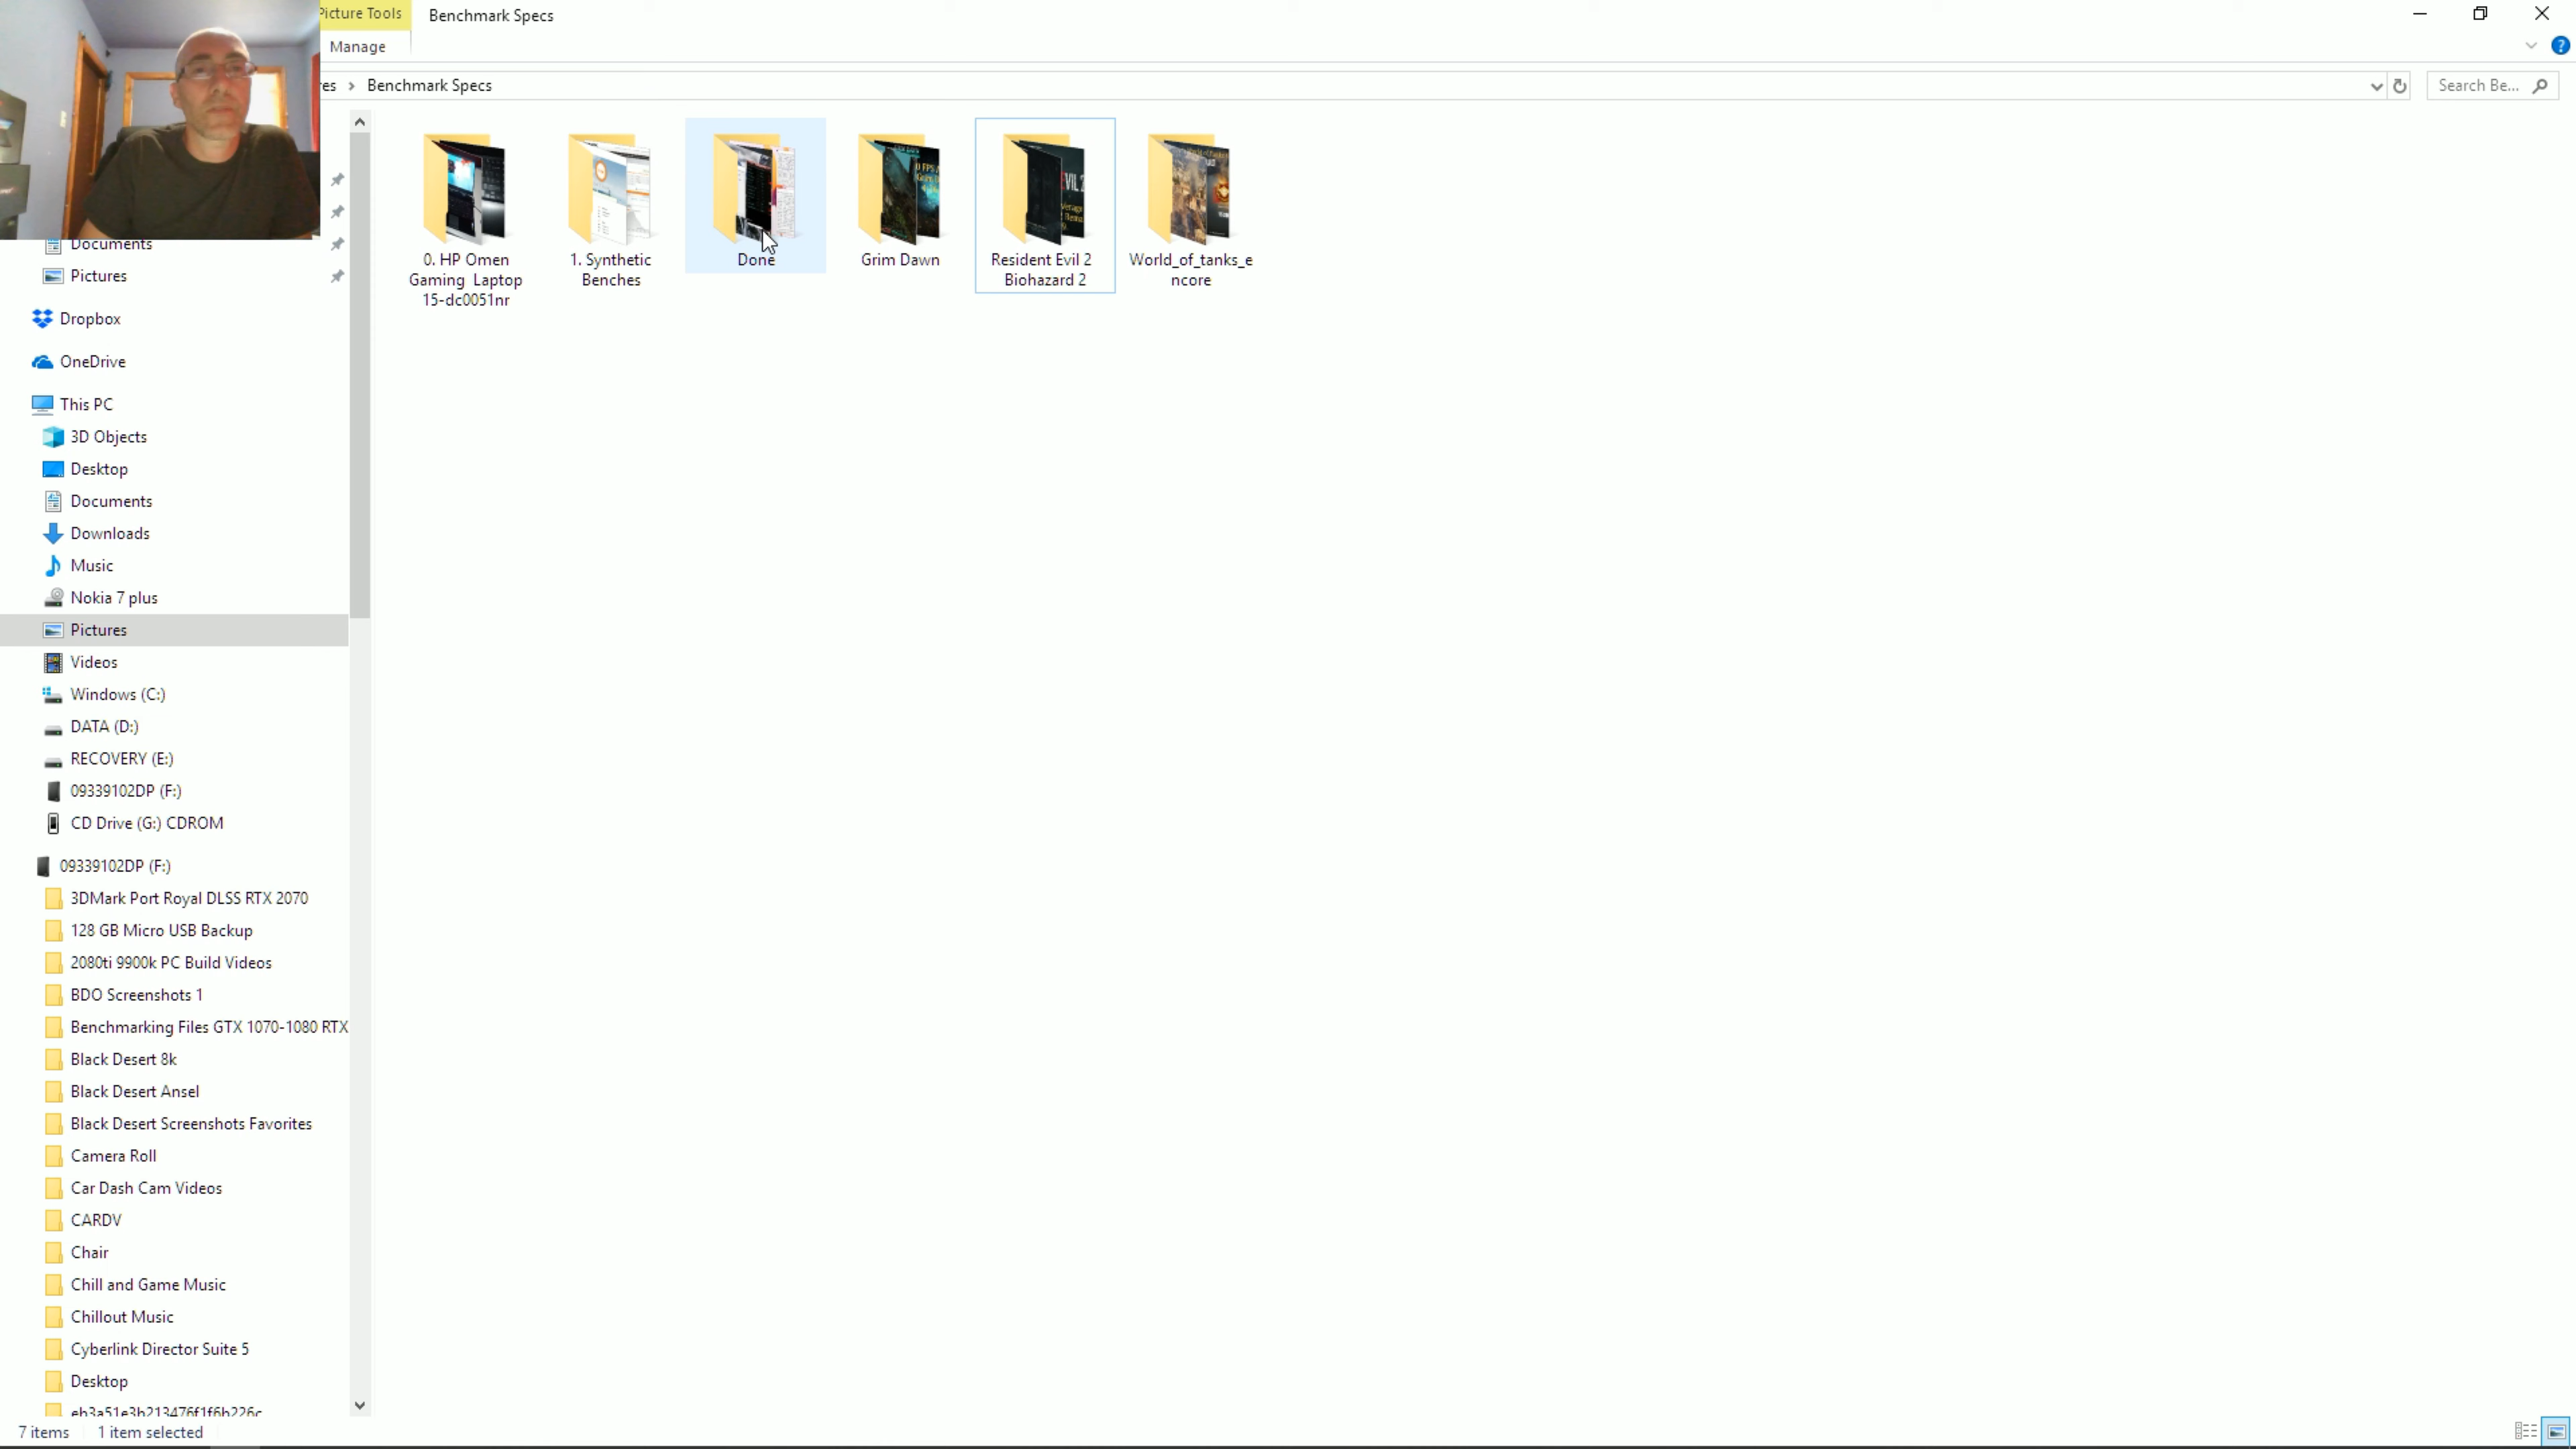 Picture Tools
Benchmark Specs
Manage
res > Benchmark Specs
Search Be...
0. HP Omen
Gaming Laptop
15-dc0051nr
1. Synthetic
Benches
Done
Grim Dawn
Resident Evil 2
Biohazard 2
World_of_tanks_e
ncore
Documents
Pictures
Dropbox
OneDrive
This PC
3D Objects
Desktop
Documents
Downloads
Music
Nokia 7 plus
Pictures
Videos
Windows (C:)
DATA (D:)
RECOVERY (E:)
09339102DP (F:)
CD Drive (G:) CDROM
09339102DP (F:)
3DMark Port Royal DLSS RTX 2070
128 GB Micro USB Backup
2080ti 9900k PC Build Videos
BDO Screenshots 1
Benchmarking Files GTX 1070-1080 RTX
Black Desert 8k
Black Desert Ansel
Black Desert Screenshots Favorites
Camera Roll
Car Dash Cam Videos
CARDV
Chair
Chill and Game Music
Chillout Music
Cyberlink Director Suite 5
Desktop
eb3a51e3b213476f1f6b226c
7 items
1 item selected